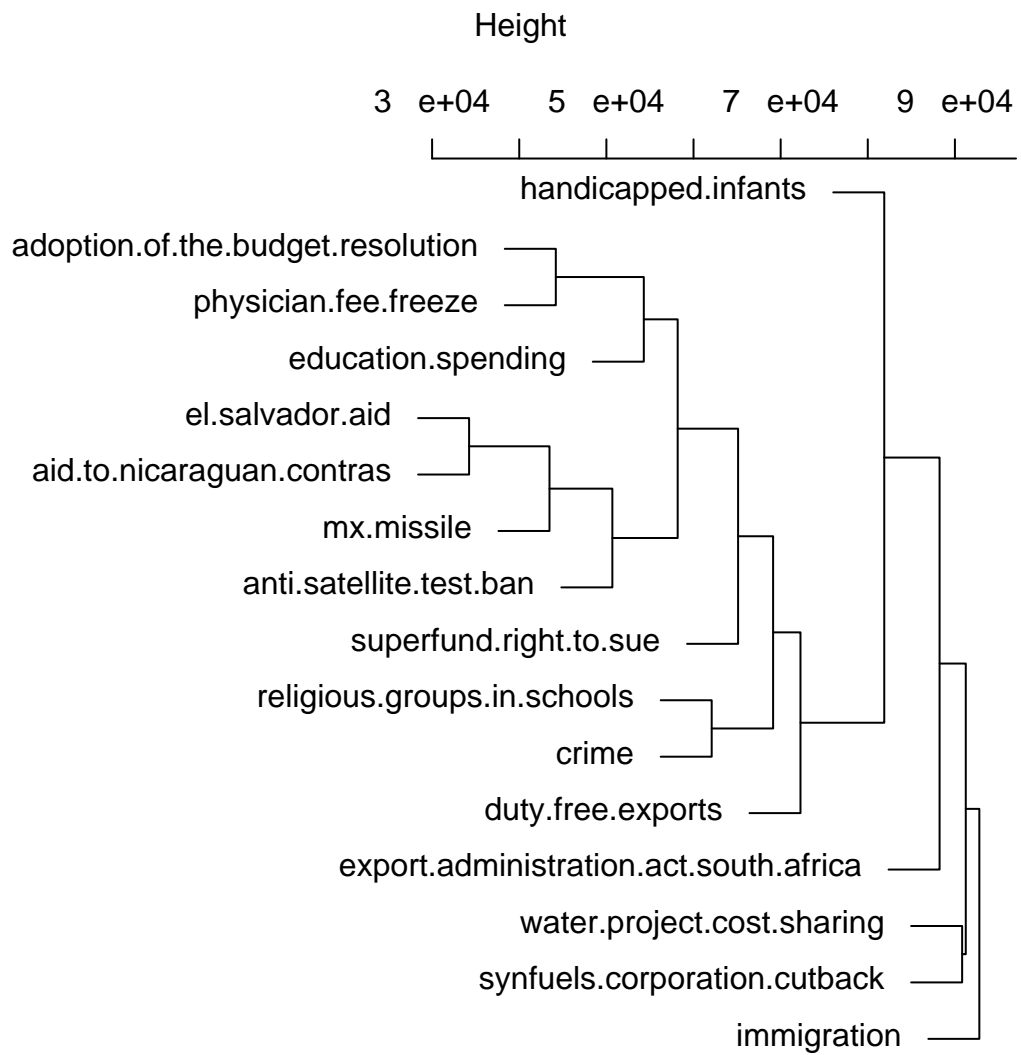 Height
3 e+04 5 e+04 7 e+04 9 e+04
handicapped.infants
adoption.of.the.budget.resolution
physician.fee.freeze
education.spending
el.salvador.aid
aid.to.nicaraguan.contras
mx.missile
anti.satellite.test.ban
superfund.right.to.sue
religious.groups.in.schools
crime
duty.free.exports
export.administration.act.south.africa
water.project.cost.sharing
synfuels.corporation.cutback
immigration